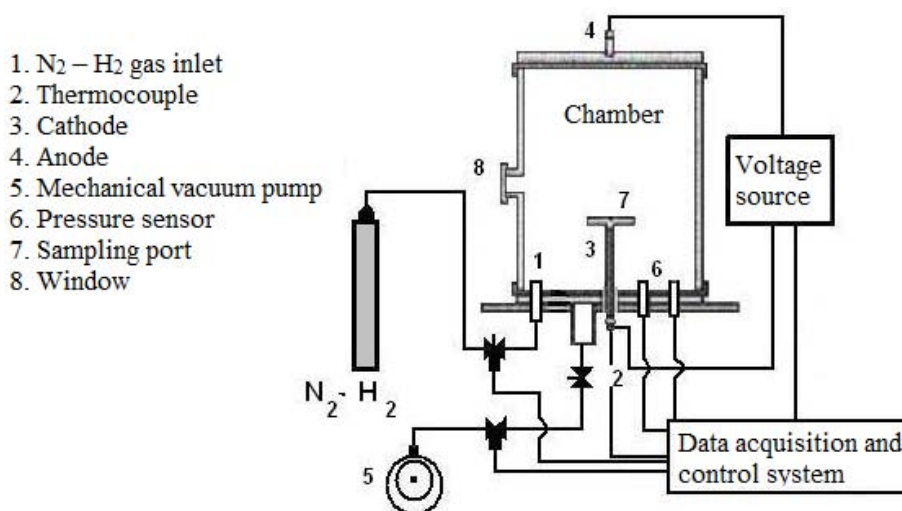 1. N2 – H2 gas inlet
2. Thermocouple
3. Cathode
4. Anode
5. Mechanical vacuum pump
6. Pressure sensor
7. Sampling port
8. Window
4
Chamber
Voltage
source
8
7
3
1
6
2
N2- H2
5
Data acquisition and
control system